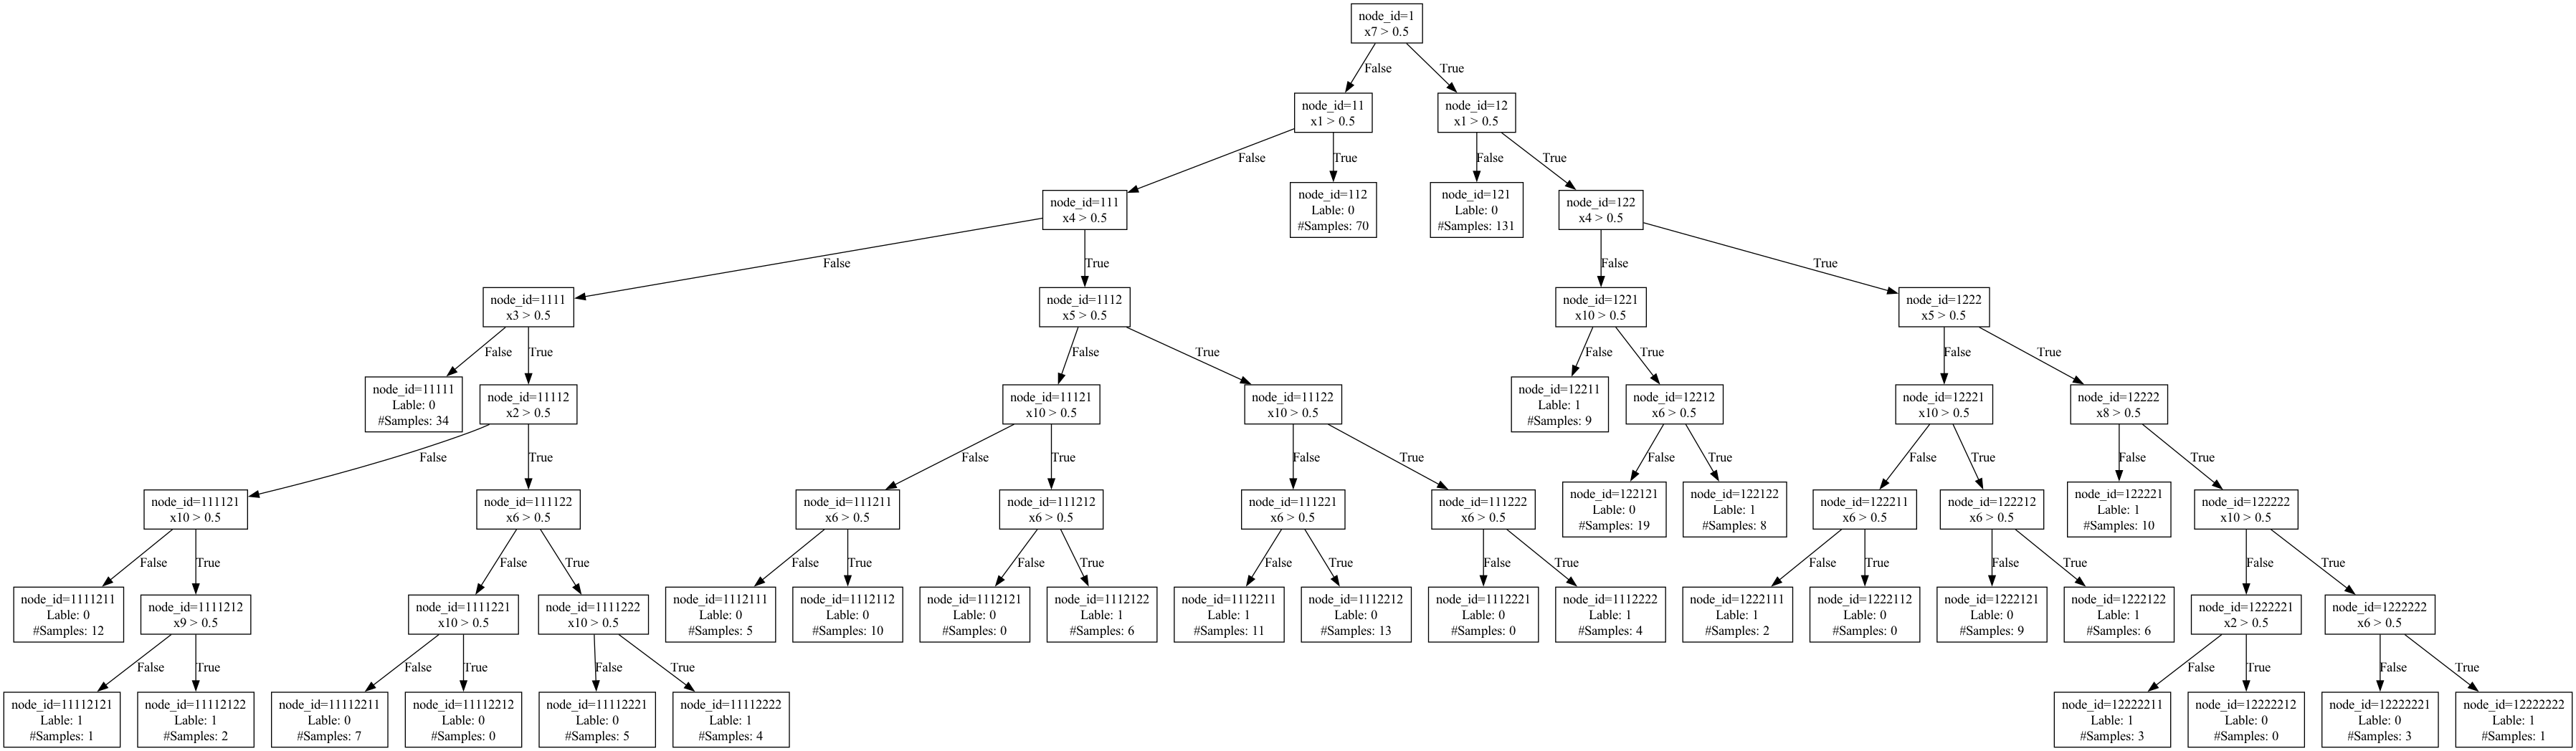 node_id=1
x7 > 0.5
False
True
node_id=11
x1 > 0.5
node_id=12
x1 > 0.5
False
True
False
True
node_id=111
x4 > 0.5
node_id=112
Lable: 0
#Samples: 70
node_id=121
Lable: 0
#Samples: 131
node_id=122
x4 > 0.5
False
True
False
True
node_id=1111
x3 > 0.5
node_id=1112
x5 > 0.5
node_id=1221
x10 > 0.5
node_id=1222
x5 > 0.5
False
True
False
True
False
True
False
True
node_id=11111
Lable: 0
#Samples: 34
node_id=11112
x2 > 0.5
node_id=11121
x10 > 0.5
node_id=11122
x10 > 0.5
node_id=12211
Lable: 1
#Samples: 9
node_id=12212
x6 > 0.5
node_id=12221
x10 > 0.5
node_id=12222
x8 > 0.5
False
True
False
True
False
True
False
True
False
True
False
True
node_id=111121
x10 > 0.5
node_id=111122
x6 > 0.5
node_id=111211
x6 > 0.5
node_id=111212
x6 > 0.5
node_id=111221
x6 > 0.5
node_id=111222
x6 > 0.5
node_id=122121
Lable: 0
#Samples: 19
node_id=122122
Lable: 1
#Samples: 8
node_id=122211
x6 > 0.5
node_id=122212
x6 > 0.5
node_id=122221
Lable: 1
#Samples: 10
node_id=122222
x10 > 0.5
False
True
False
True
False
True
False
True
False
True
False
True
False
True
False
True
False
True
node_id=1111211
Lable: 0
#Samples: 12
node_id=1111212
x9 > 0.5
node_id=1111221
x10 > 0.5
node_id=1111222
x10 > 0.5
node_id=1112111
Lable: 0
#Samples: 5
node_id=1112112
Lable: 0
#Samples: 10
node_id=1112121
Lable: 0
#Samples: 0
node_id=1112122
Lable: 1
#Samples: 6
node_id=1112211
Lable: 1
#Samples: 11
node_id=1112212
Lable: 0
#Samples: 13
node_id=1112221
Lable: 0
#Samples: 0
node_id=1112222
Lable: 1
#Samples: 4
node_id=1222111
Lable: 1
#Samples: 2
node_id=1222112
Lable: 0
#Samples: 0
node_id=1222121
Lable: 0
#Samples: 9
node_id=1222122
Lable: 1
#Samples: 6
node_id=1222221
x2 > 0.5
node_id=1222222
x6 > 0.5
False
True
False
True
False
True
False
True
False
True
node_id=11112121
Lable: 1
#Samples: 1
node_id=11112122
Lable: 1
#Samples: 2
node_id=11112211
Lable: 0
#Samples: 7
node_id=11112212
Lable: 0
#Samples: 0
node_id=11112221
Lable: 0
#Samples: 5
node_id=11112222
Lable: 1
#Samples: 4
node_id=12222211
Lable: 1
#Samples: 3
node_id=12222212
Lable: 0
#Samples: 0
node_id=12222221
Lable: 0
#Samples: 3
node_id=12222222
Lable: 1
#Samples: 1